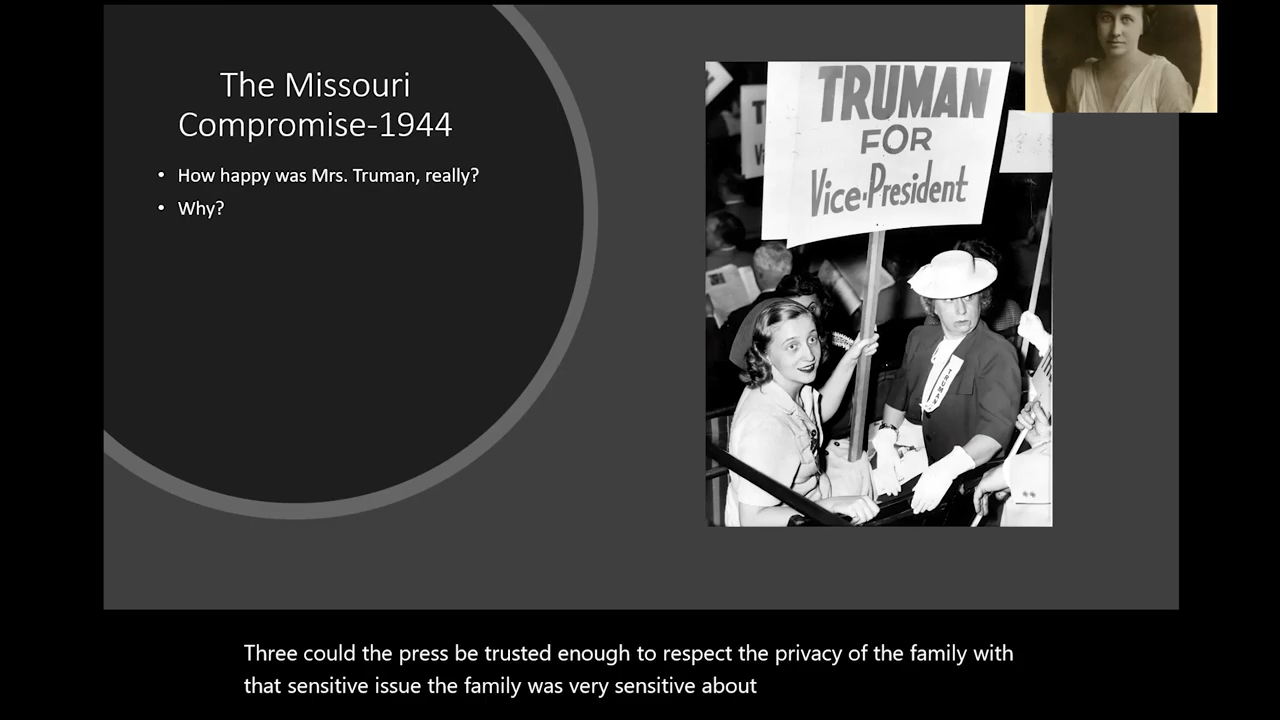 The Missouri
Compromise-1944
• How happy was Mrs. Truman, really?
• Why?
TRUMAN
FOR
Vice-President
TRUMAN
Three could the press be trusted enough to respect the privacy of the family with
that sensitive issue the family was very sensitive about